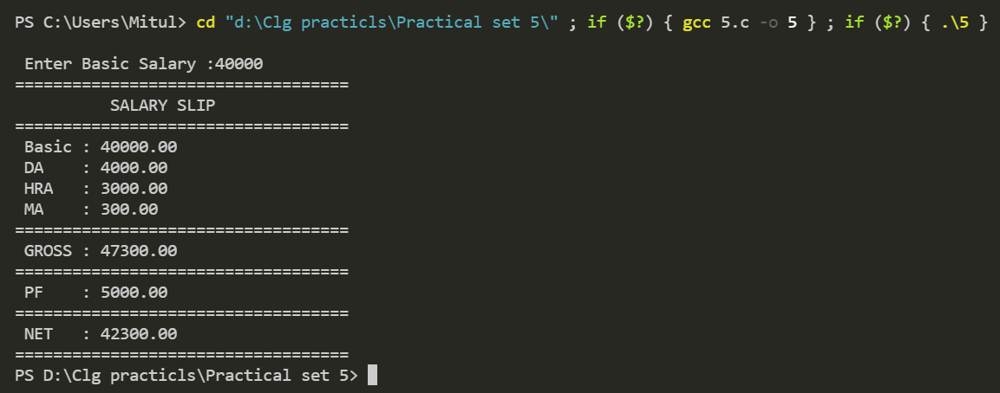 PS C:\Users\Mitul> cd "d:\Clg practicls\Practical set 5\" ; if ($?) { gcc 5.c -o 5 } ; if ($?) { .\5 }
 Enter Basic Salary :40000
===================================
          SALARY SLIP
===================================
 Basic : 40000.00
 DA    : 4000.00
 HRA   : 3000.00
 MA    : 300.00
===================================
 GROSS : 47300.00
===================================
 PF    : 5000.00
===================================
 NET   : 42300.00
===================================
PS D:\Clg practicls\Practical set 5>